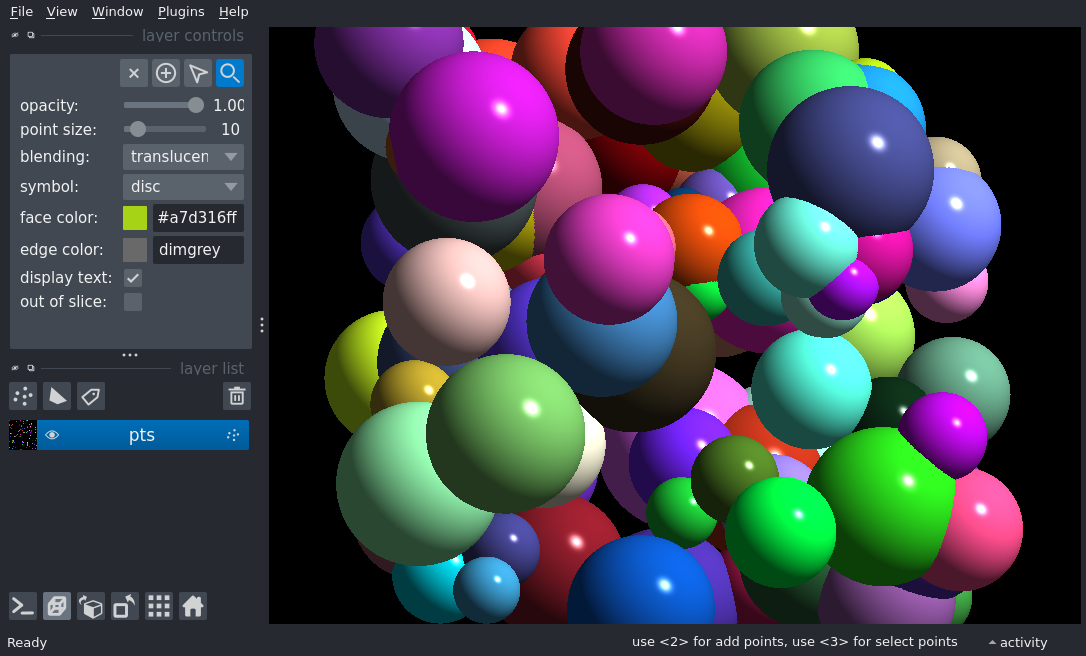 File View Window Plugins Help
layer controls
opacity: 1.00
point size: 10
blending: translucen
symbol: disc
face color: #a7d316ff
edge color: dimgrey
display text:
out of slice:
layer list
pts
Ready
use <2> for add points, use <3> for select points
activity